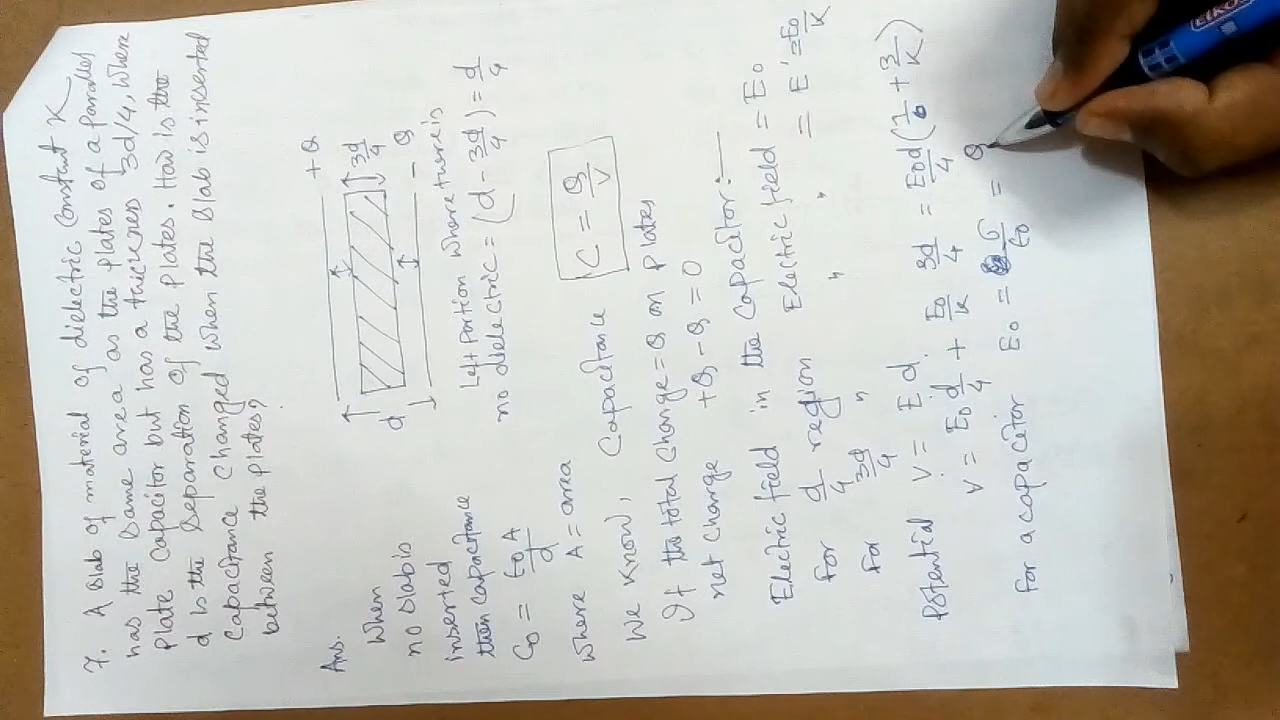 7. A slab of material of dielectric constant K
has the same area as the plates of a parallel
plate capacitor but has a thickness 3d/4, where
d is the separation of the plates. How is the
capacitance changed when the slab is inserted
between the plates?
Ans.
+Q
d
3d/4
- Q
When
no slab is
inserted
then capacitance
C0 = ε0 A/d
where A = area
Left Portion where there is
no dielectric = (d - 3d/4) = d/4
We know, Capacitance
C = Q/V
If the total charge = Q on Plates
net charge +Q - Q = 0
Electric field in the Capacitor:-
For d/4 region Electric field = E0
For 3d/4 " " " = E' = E0/K
Potential V = E d.
V = E0 d/4 + E0/K 3d/4 = E0d/4 (1/ + 3/K)
For a capacitor E0 = σ/ε0 = Q